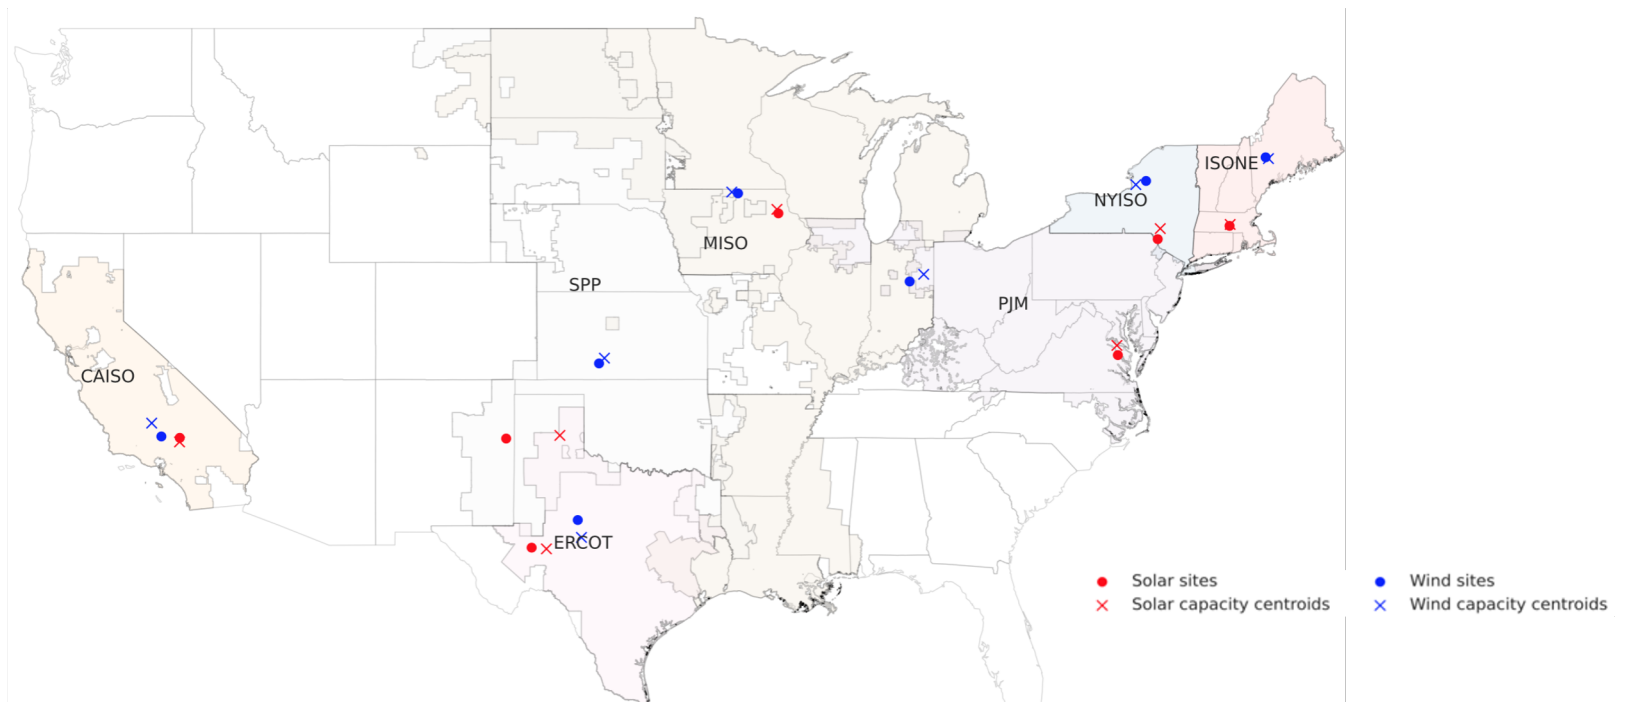 ISONE
NYISO
MISO
SPP
PJM
CAISO
ERCOT
Solar sites
Solar capacity centroids
Wind sites
Wind capacity centroids